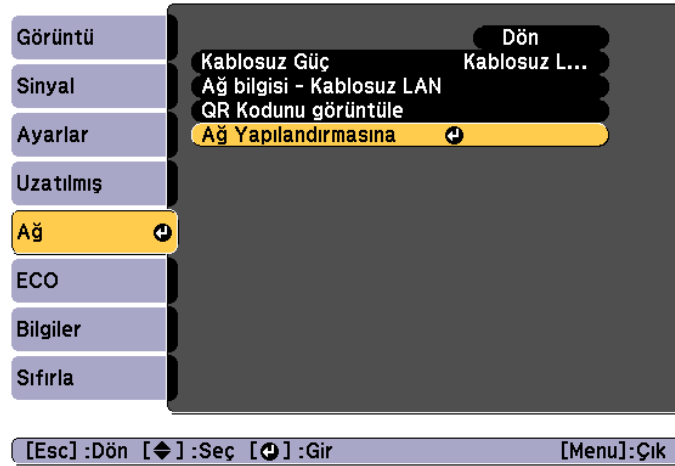 Görüntü
Sinyal
Ayarlar
Uzatılmış
Ağ
ECO
Bilgiler
Sıfırla
Dön
Kablosuz Güç Kablosuz L...
Ağ bilgisi - Kablosuz LAN
QR Kodunu görüntüle
Ağ Yapılandırmasına
[Esc] :Dön [◆] :Seç [↵] :Gir [Menu]:Çık